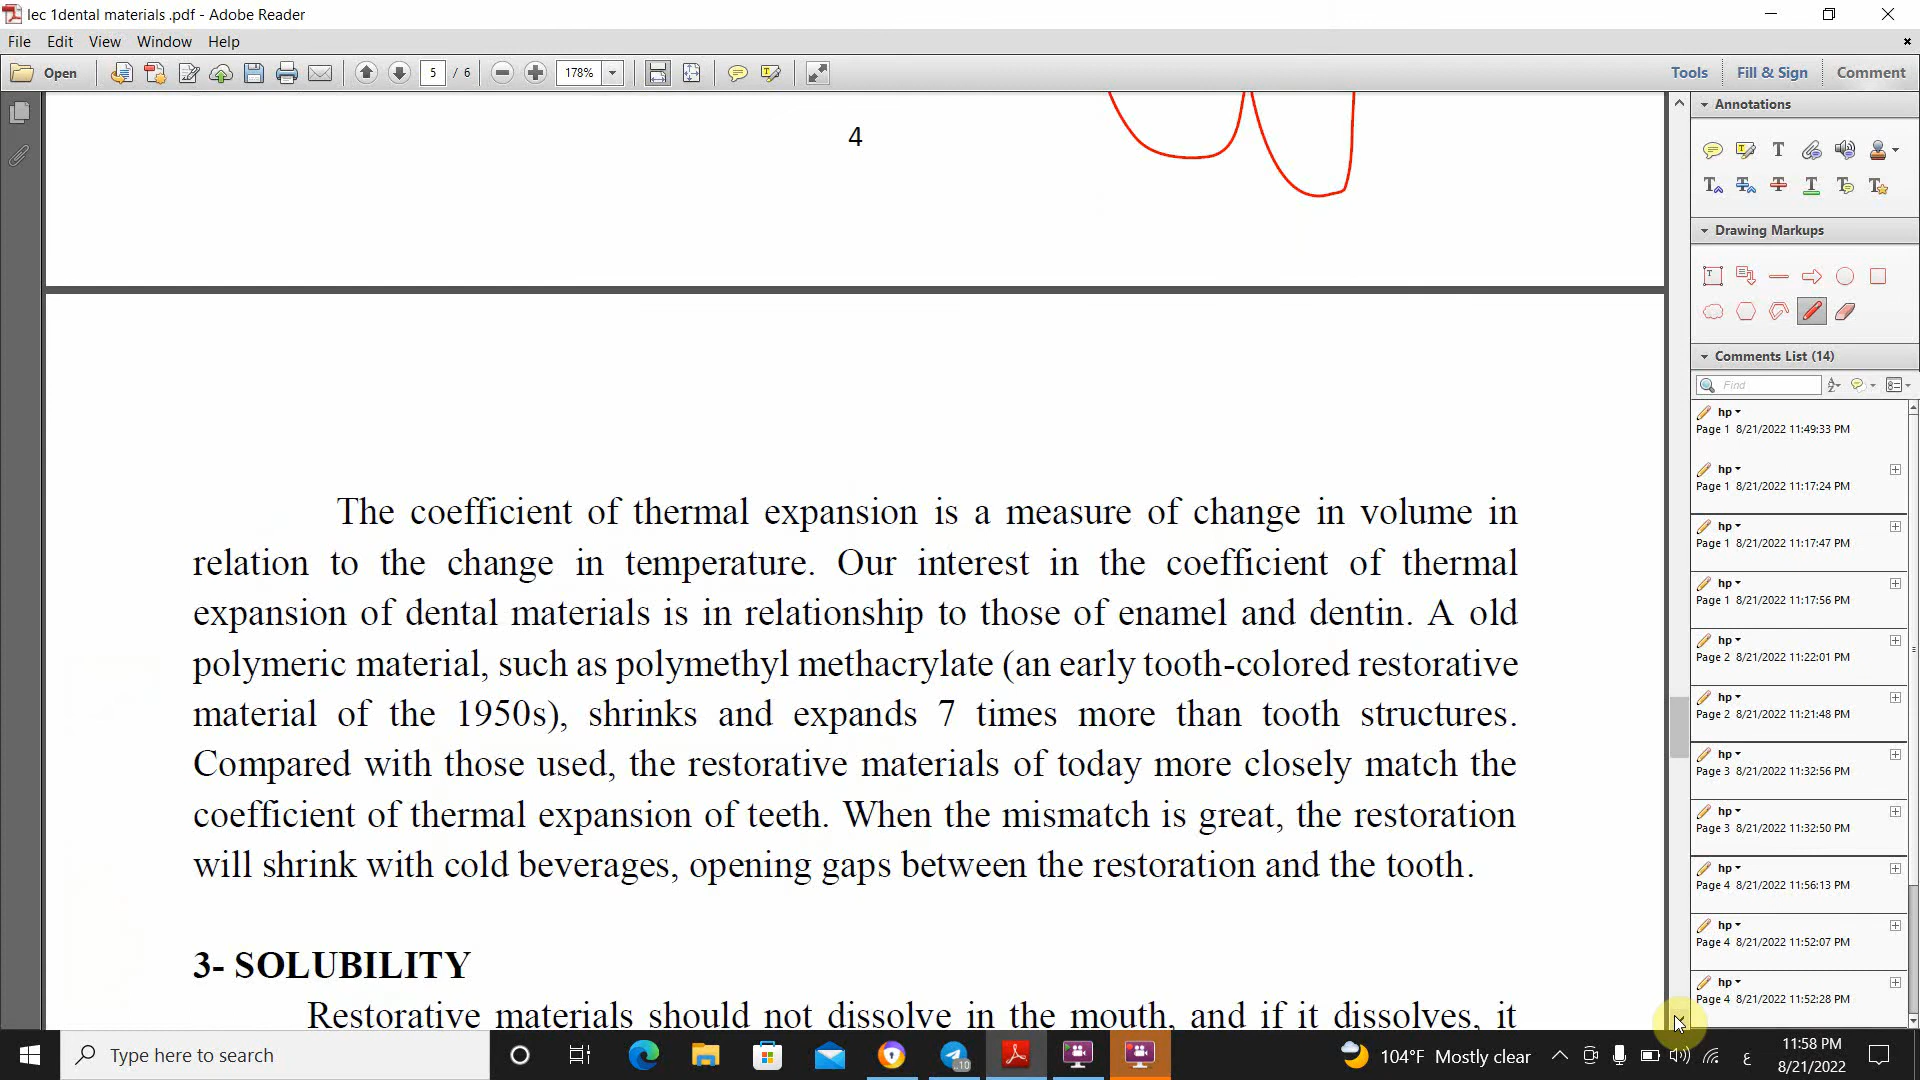 lec 1dental materials .pdf - Adobe Reader
File Edit View Window Help
Open 5 / 6 178% Tools Fill & Sign Comment
4
The coefficient of thermal expansion is a measure of change in volume in
relation to the change in temperature. Our interest in the coefficient of thermal
expansion of dental materials is in relationship to those of enamel and dentin. A old
polymeric material, such as polymethyl methacrylate (an early tooth-colored restorative
material of the 1950s), shrinks and expands 7 times more than tooth structures.
Compared with those used, the restorative materials of today more closely match the
coefficient of thermal expansion of teeth. When the mismatch is great, the restoration
will shrink with cold beverages, opening gaps between the restoration and the tooth.
3- SOLUBILITY
Restorative materials should not dissolve in the mouth, and if it dissolves, it
Annotations
Drawing Markups
Comments List (14)
Find
hp
Page 1 8/21/2022 11:49:33 PM
hp
Page 1 8/21/2022 11:17:24 PM
hp
Page 1 8/21/2022 11:17:47 PM
hp
Page 1 8/21/2022 11:17:56 PM
hp
Page 2 8/21/2022 11:22:01 PM
hp
Page 2 8/21/2022 11:21:48 PM
hp
Page 3 8/21/2022 11:32:56 PM
hp
Page 3 8/21/2022 11:32:50 PM
hp
Page 4 8/21/2022 11:56:13 PM
hp
Page 4 8/21/2022 11:52:07 PM
hp
Page 4 8/21/2022 11:52:28 PM
Type here to search
10
104°F Mostly clear
ع
11:58 PM
8/21/2022